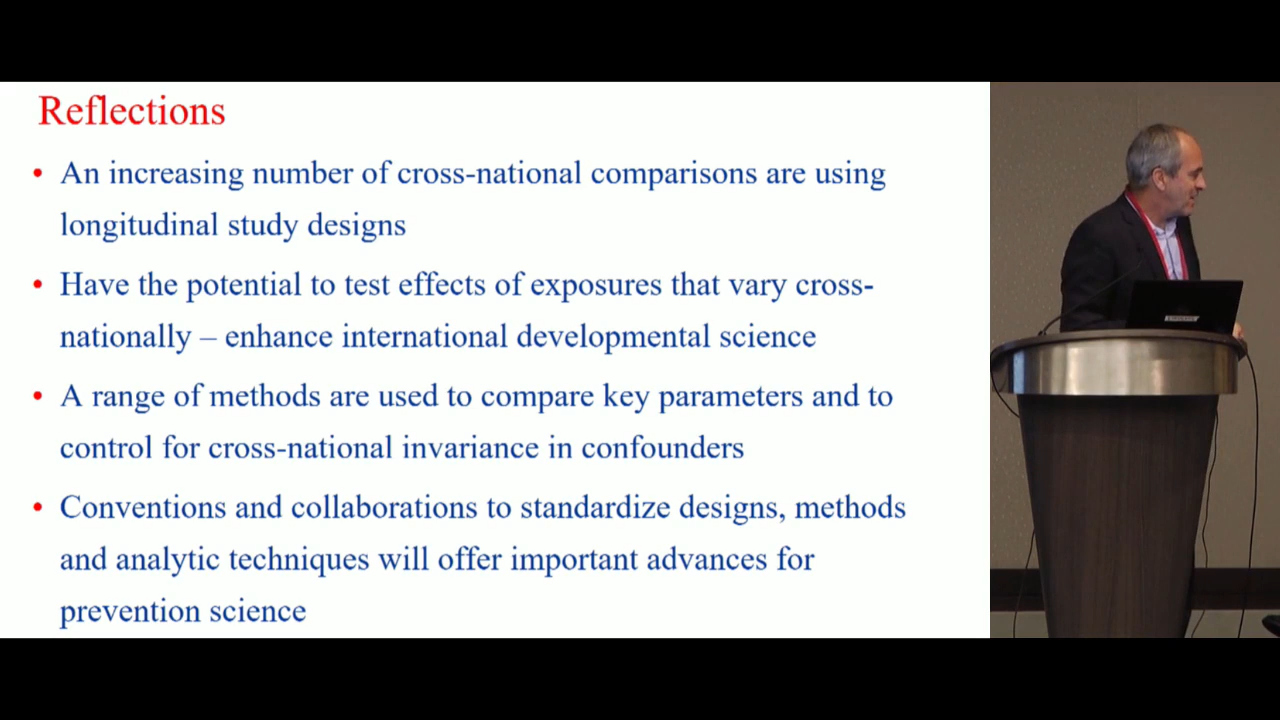 Reflections
• An increasing number of cross-national comparisons are using
longitudinal study designs
• Have the potential to test effects of exposures that vary cross-
nationally – enhance international developmental science
• A range of methods are used to compare key parameters and to
control for cross-national invariance in confounders
• Conventions and collaborations to standardize designs, methods
and analytic techniques will offer important advances for
prevention science